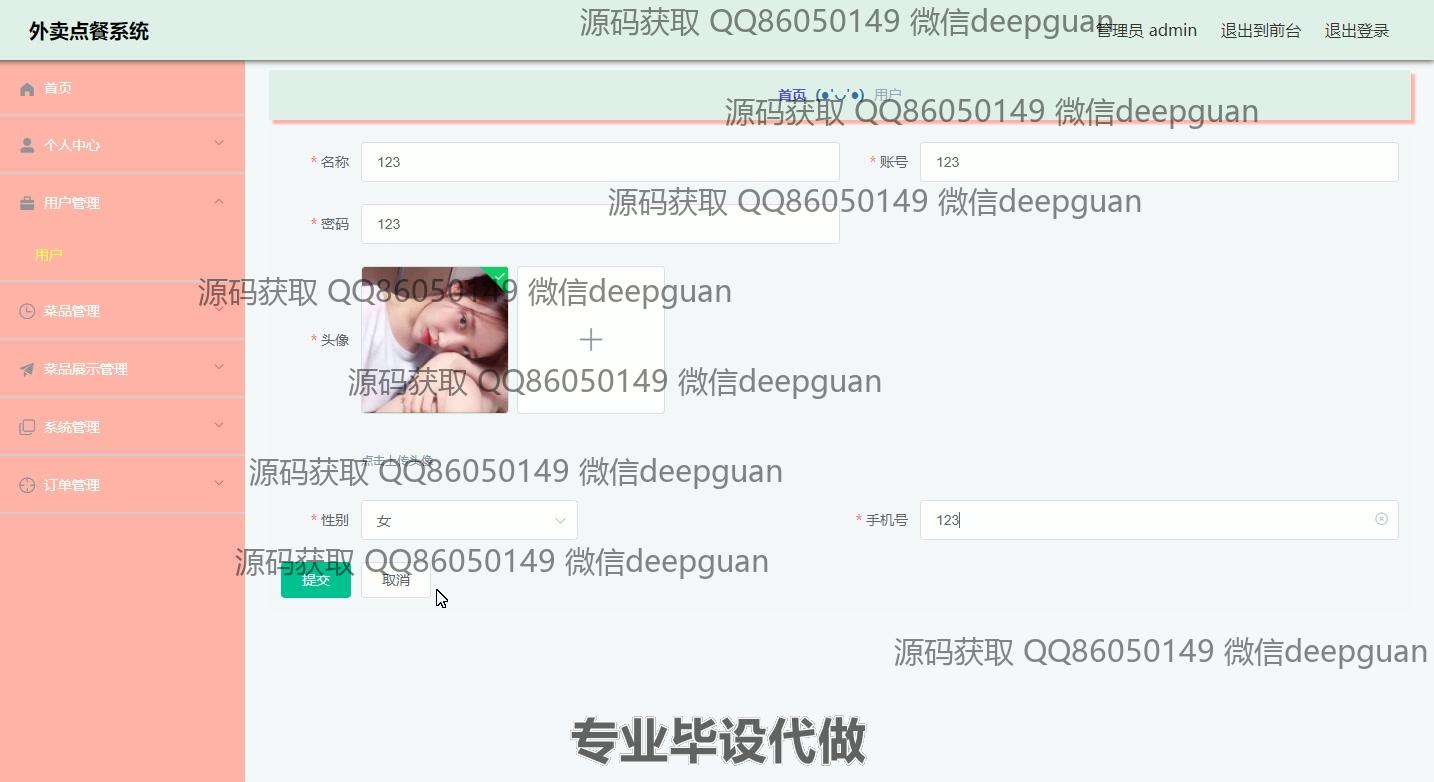 外卖点餐系统
源码获取 QQ86050149 微信deepguan
管理员 admin
退出到前台
退出登录
首页
个人中心
用户管理
用户
菜品管理
菜品展示管理
系统管理
订单管理
首页 (●'◡'●) 用户
源码获取 QQ86050149 微信deepguan
* 名称 123
* 账号 123
源码获取 QQ86050149 微信deepguan
* 密码 123
源码获取 QQ86050149 微信deepguan
* 头像
源码获取 QQ86050149 微信deepguan
点击上传头像
源码获取 QQ86050149 微信deepguan
* 性别 女
* 手机号 123
源码获取 QQ86050149 微信deepguan
提交
取消
源码获取 QQ86050149 微信deepguan
专业毕设代做